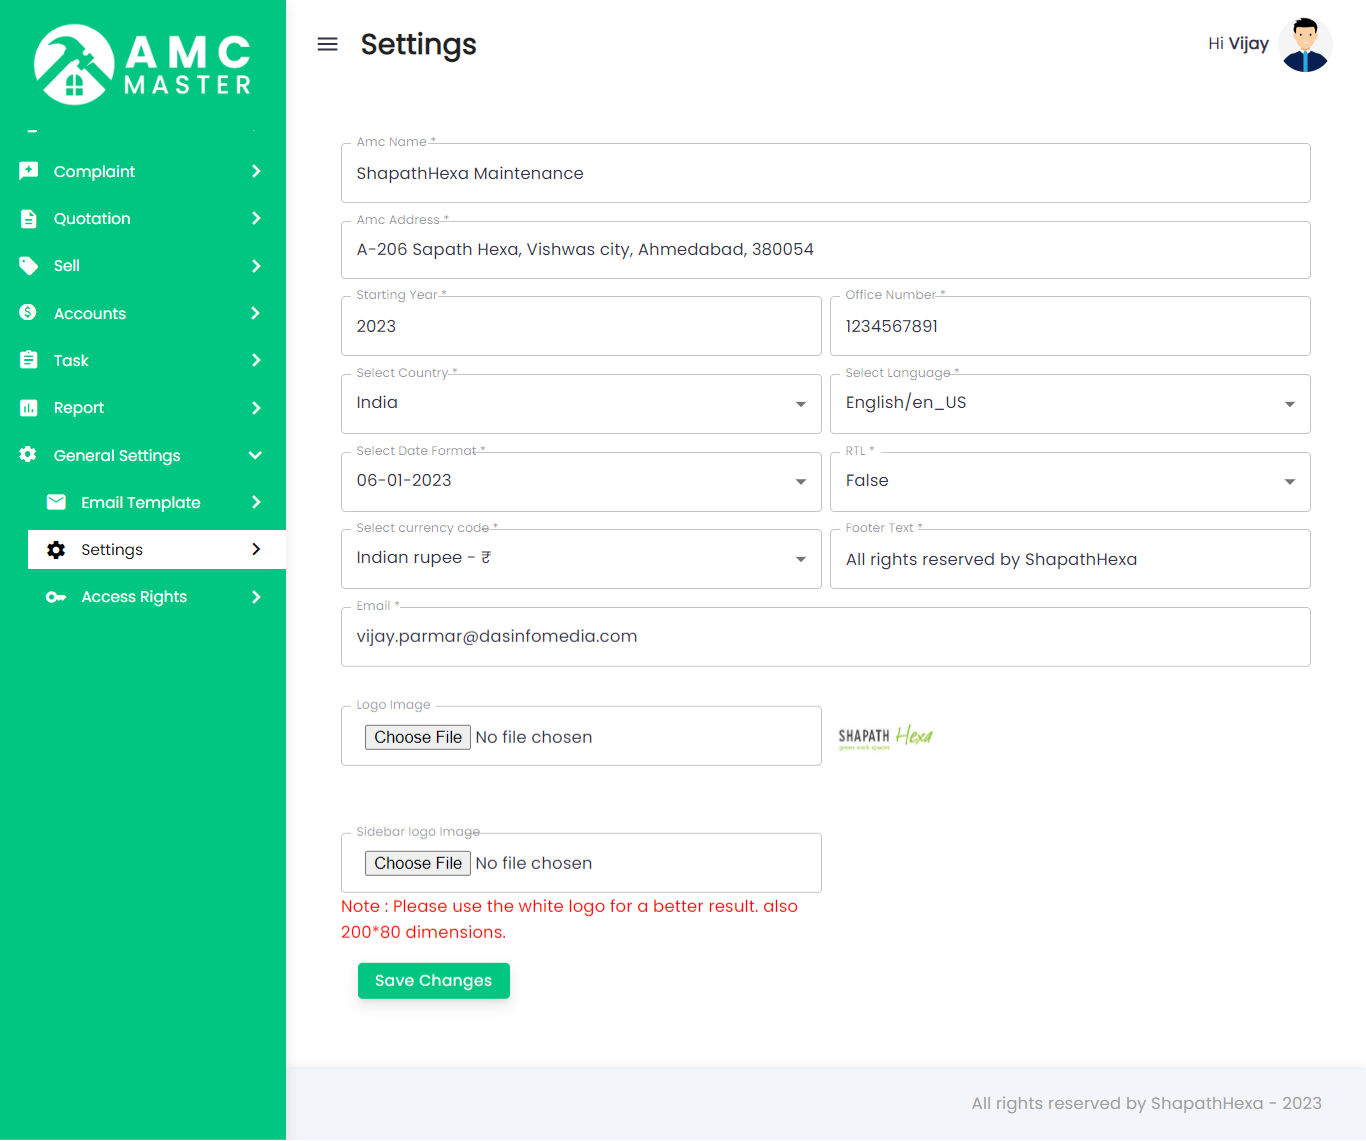 AMC
MASTER
Complaint
Quotation
Sell
Accounts
Task
Report
General Settings
Email Template
Settings
Access Rights
Settings
Hi Vijay
Amc Name *
ShapathHexa Maintenance
Amc Address *
A-206 Sapath Hexa, Vishwas city, Ahmedabad, 380054
Starting Year *
2023
Office Number *
1234567891
Select Country *
India
Select Language *
English/en_US
Select Date Format *
06-01-2023
RTL *
False
Select currency code *
Indian rupee - ₹
Footer Text *
All rights reserved by ShapathHexa
Email *
vijay.parmar@dasinfomedia.com
Logo Image
Choose File No file chosen
SHAPATH Hexa
green work spaces
Sidebar logo Image
Choose File No file chosen
Note : Please use the white logo for a better result. also
200*80 dimensions.
Save Changes
All rights reserved by ShapathHexa - 2023